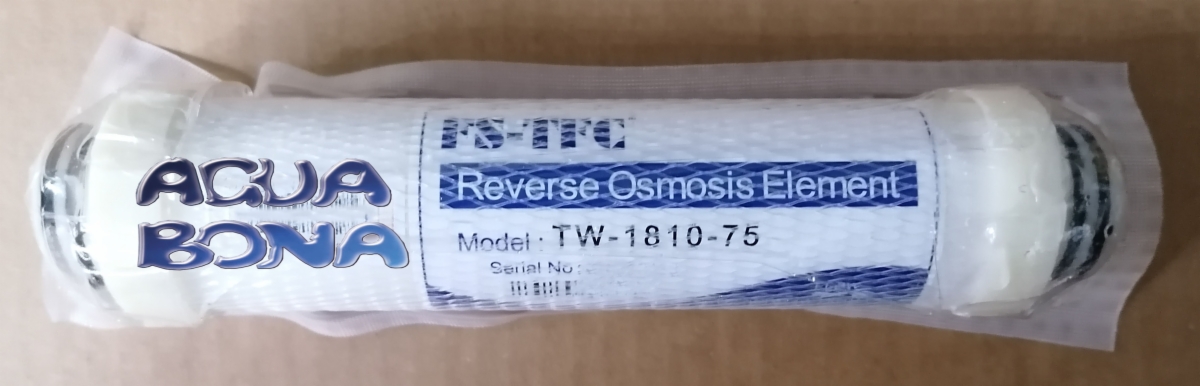 AQUA
BONA
FS-TFC
Reverse Osmosis Element
Model : TW-1810-75
Serial No :